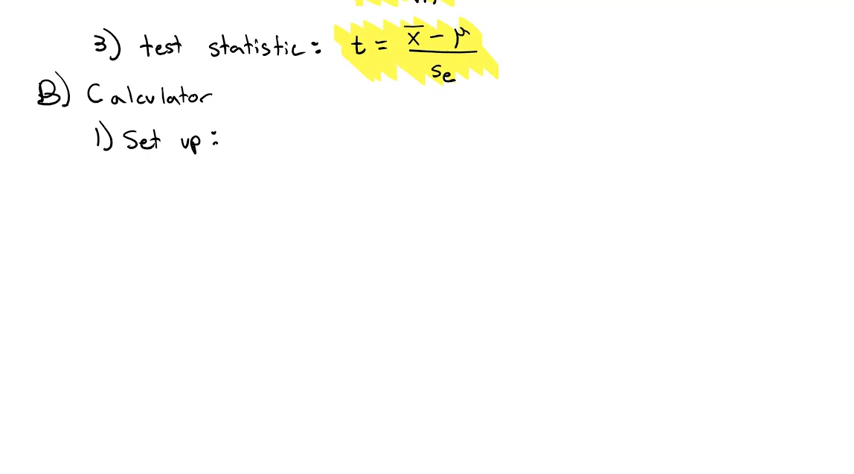 3) test statistic: t = (x̄ - μ) / se
B) Calculator
1) Set up: